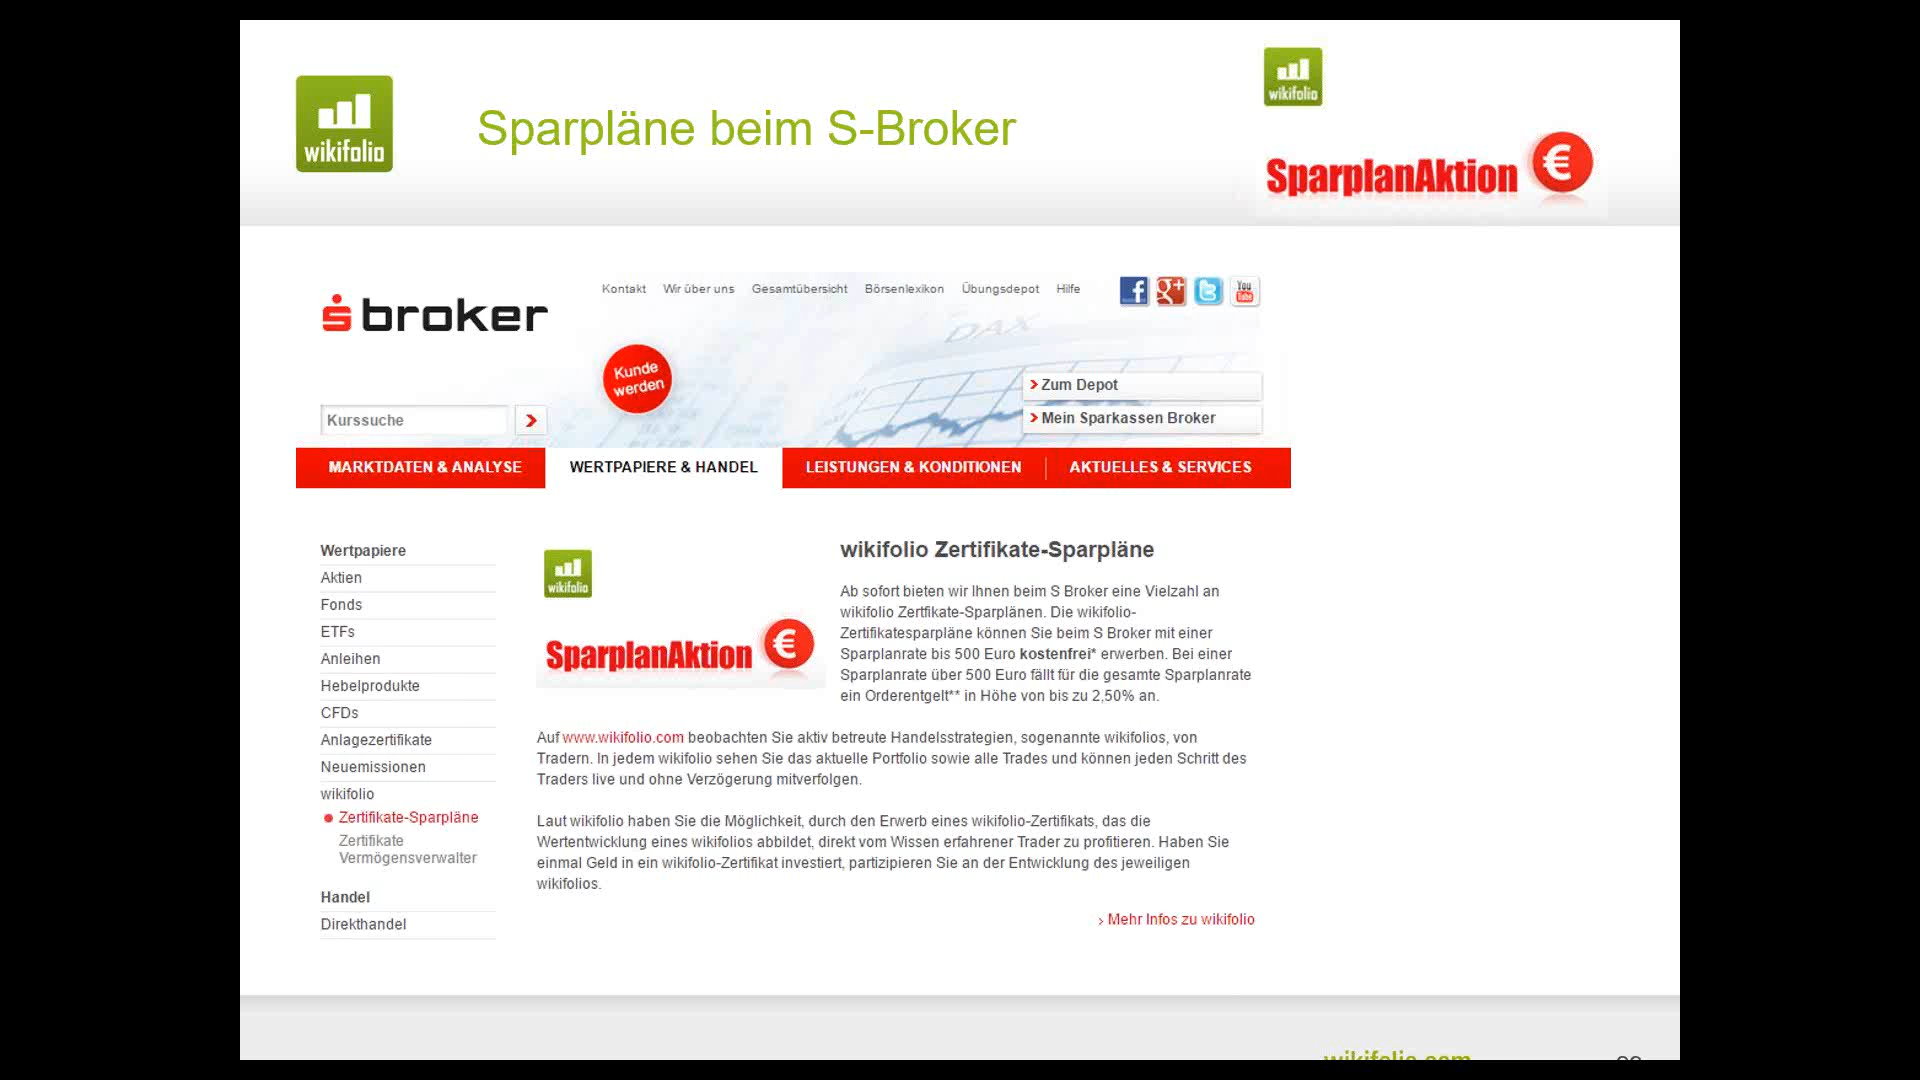 wikifolio
Sparpläne beim S-Broker
wikifolio
SparplanAktion €
broker
Kontakt Wir über uns Gesamtübersicht Börsenlexikon Übungsdepot Hilfe
You
Tube
DAX
Kunde
werden
Kurssuche
Zum Depot
Mein Sparkassen Broker
MARKTDATEN & ANALYSE WERTPAPIERE & HANDEL LEISTUNGEN & KONDITIONEN AKTUELLES & SERVICES
Wertpapiere
Aktien
Fonds
ETFs
Anleihen
Hebelprodukte
CFDs
Anlagezertifikate
Neuemissionen
wikifolio
Zertifikate-Sparpläne
Zertifikate
Vermögensverwalter
Handel
Direkthandel
wikifolio
SparplanAktion €
wikifolio Zertifikate-Sparpläne
Ab sofort bieten wir Ihnen beim S Broker eine Vielzahl an
wikifolio Zertfikate-Sparplänen. Die wikifolio-
Zertifikatesparpläne können Sie beim S Broker mit einer
Sparplanrate bis 500 Euro kostenfrei* erwerben. Bei einer
Sparplanrate über 500 Euro fällt für die gesamte Sparplanrate
ein Orderentgelt** in Höhe von bis zu 2,50% an.
Auf www.wikifolio.com beobachten Sie aktiv betreute Handelsstrategien, sogenannte wikifolios, von
Tradern. In jedem wikifolio sehen Sie das aktuelle Portfolio sowie alle Trades und können jeden Schritt des
Traders live und ohne Verzögerung mitverfolgen.
Laut wikifolio haben Sie die Möglichkeit, durch den Erwerb eines wikifolio-Zertifikats, das die
Wertentwicklung eines wikifolios abbildet, direkt vom Wissen erfahrener Trader zu profitieren. Haben Sie
einmal Geld in ein wikifolio-Zertifikat investiert, partizipieren Sie an der Entwicklung des jeweiligen
wikifolios.
Mehr Infos zu wikifolio
wikifolio.com